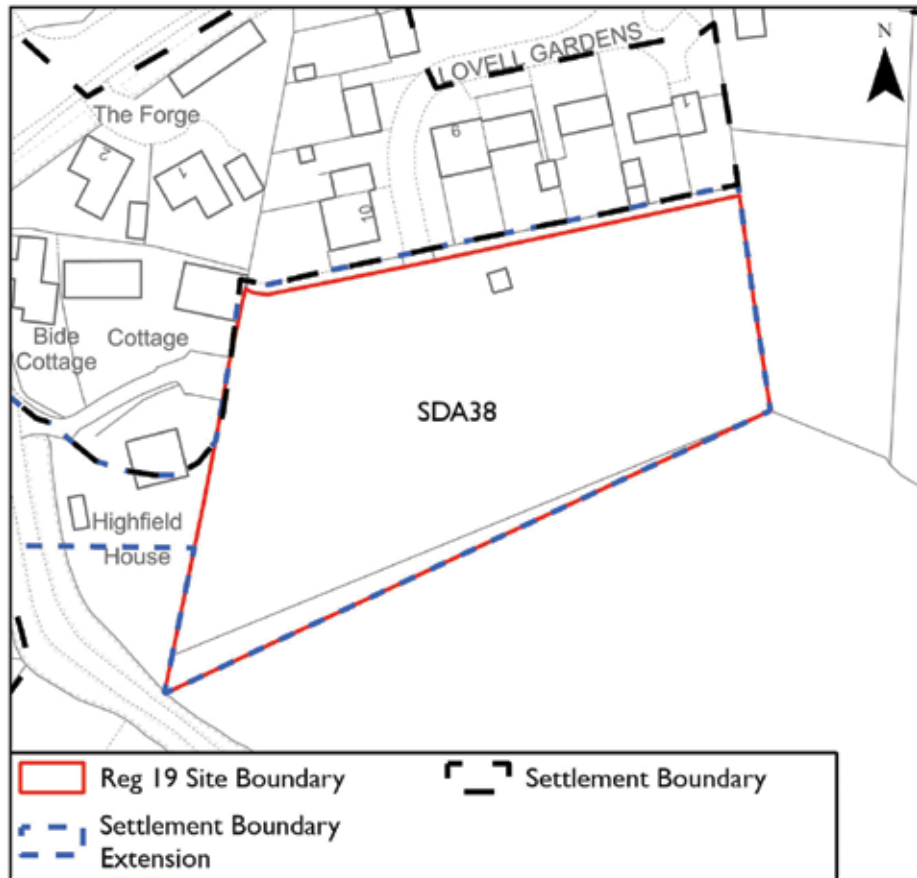 N
LOVELL GARDENS
The Forge
2
1
9
1
10
Bide
Cottage
Cottage
SDA38
Highfield
House
Reg 19 Site Boundary
Settlement Boundary
Settlement Boundary
Extension